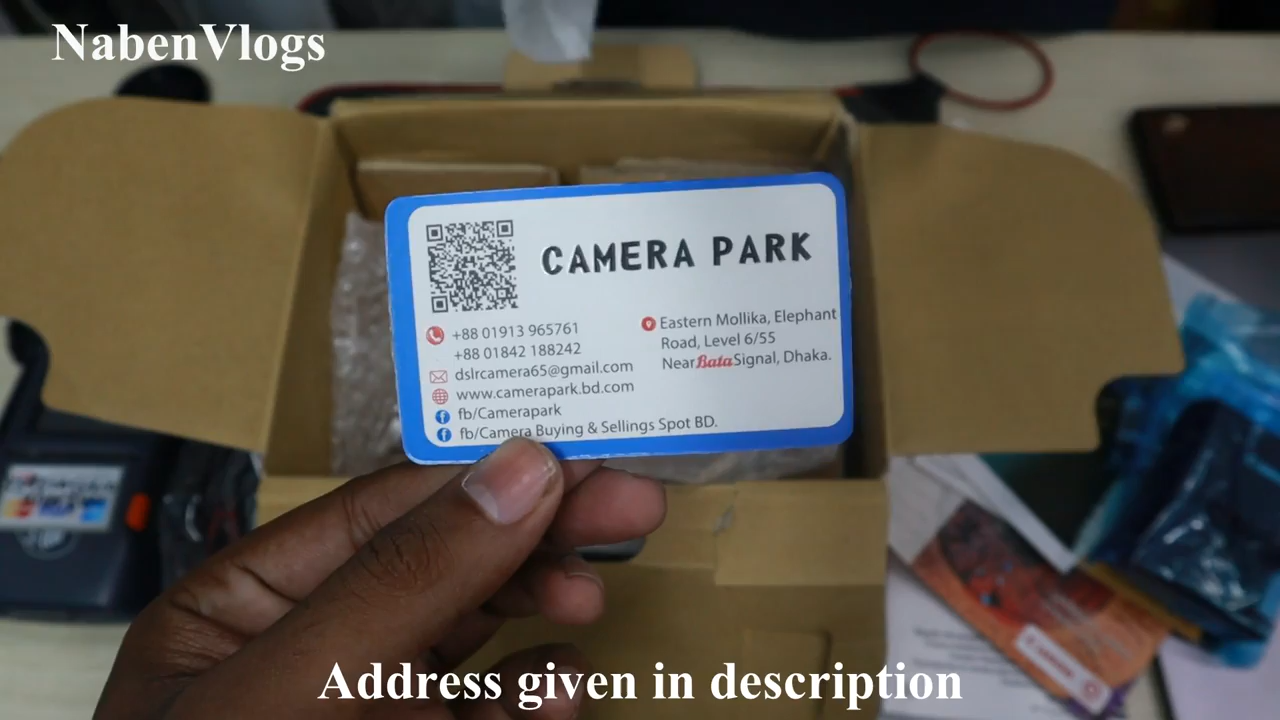 NabenVlogs
CAMERA PARK
+88 01913 965761
+88 01842 188242
dslrcamera65@gmail.com
www.camerapark.bd.com
fb/Camerapark
fb/Camera Buying & Sellings Spot BD.
Eastern Mollika, Elephant
Road, Level 6/55
Near Bata Signal, Dhaka.
Address given in description